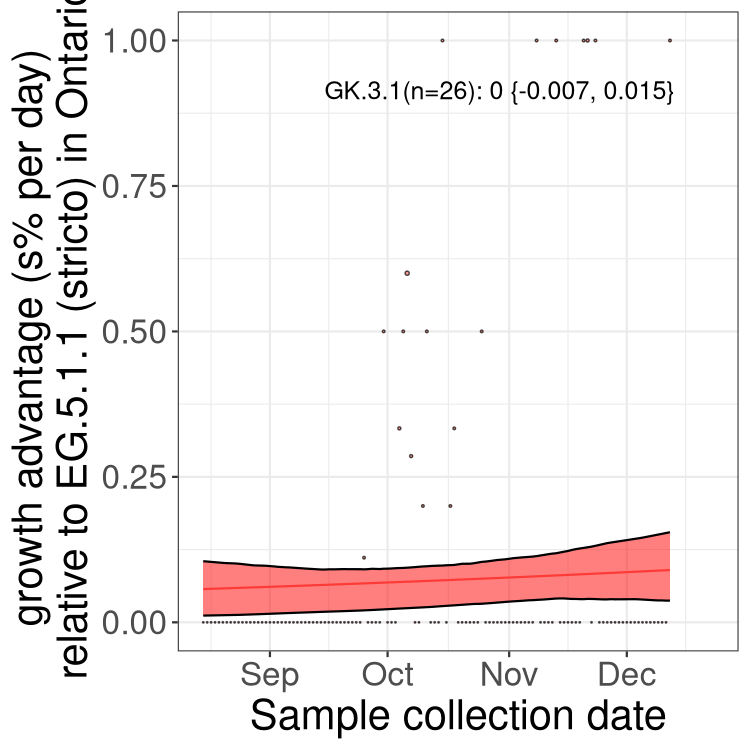 growth advantage (s% per day)
relative to EG.5.1.1 (stricto) in Ontario
1.00
0.75
0.50
0.25
0.00
GK.3.1(n=26): 0 {-0.007, 0.015}
Sep Oct Nov Dec
Sample collection date